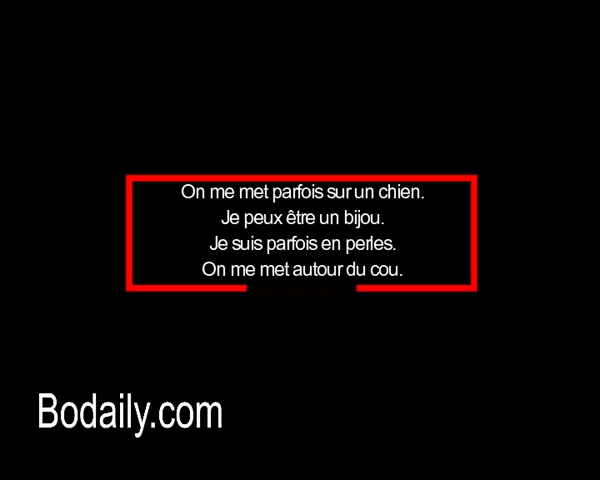 On me met parfois sur un chien.
Je peux être un bijou.
Je suis parfois en perles.
On me met autour du cou.
Bodaily.com